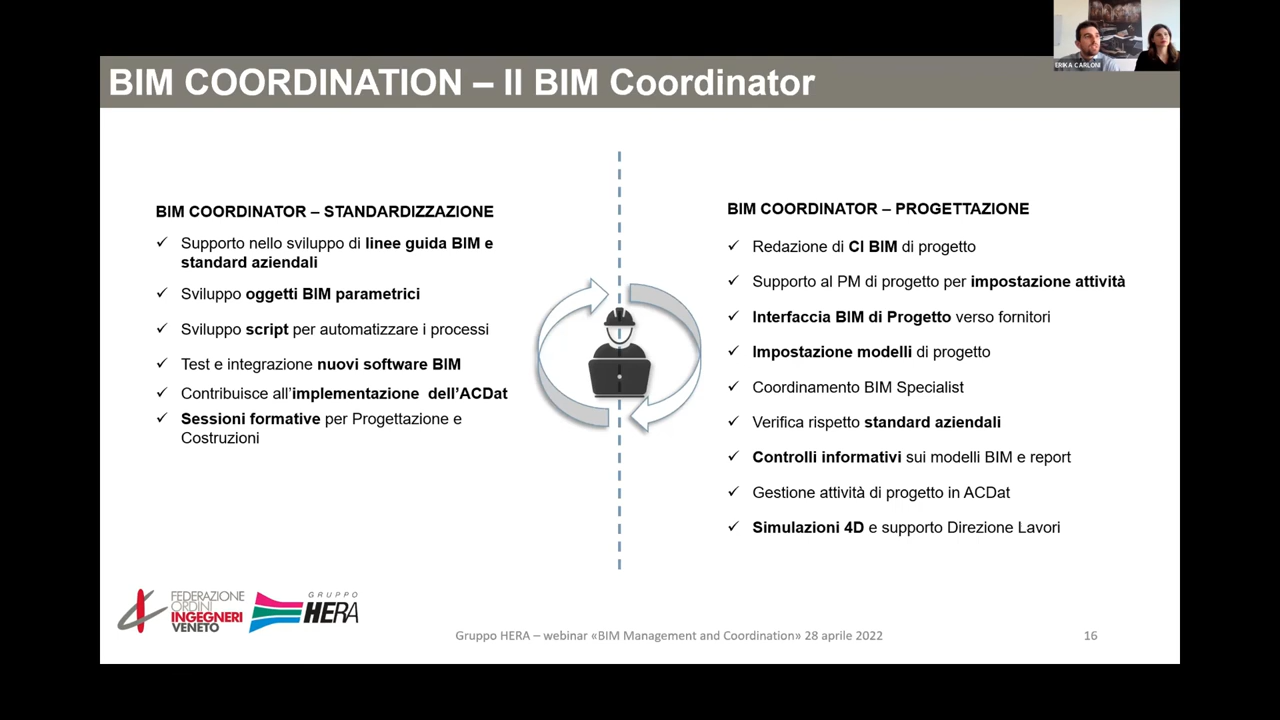 ERIKA CARLONI
BIM COORDINATION – Il BIM Coordinator
BIM COORDINATOR – STANDARDIZZAZIONE
✓ Supporto nello sviluppo di linee guida BIM e
standard aziendali
✓ Sviluppo oggetti BIM parametrici
✓ Sviluppo script per automatizzare i processi
✓ Test e integrazione nuovi software BIM
✓ Contribuisce all’implementazione dell’ACDat
✓ Sessioni formative per Progettazione e
Costruzioni
BIM COORDINATOR – PROGETTAZIONE
✓ Redazione di CI BIM di progetto
✓ Supporto al PM di progetto per impostazione attività
✓ Interfaccia BIM di Progetto verso fornitori
✓ Impostazione modelli di progetto
✓ Coordinamento BIM Specialist
✓ Verifica rispetto standard aziendali
✓ Controlli informativi sui modelli BIM e report
✓ Gestione attività di progetto in ACDat
✓ Simulazioni 4D e supporto Direzione Lavori
FEDERAZIONE
ORDINI
INGEGNERI
VENETO
GRUPPO
HERA
Gruppo HERA – webinar «BIM Management and Coordination» 28 aprile 2022
16